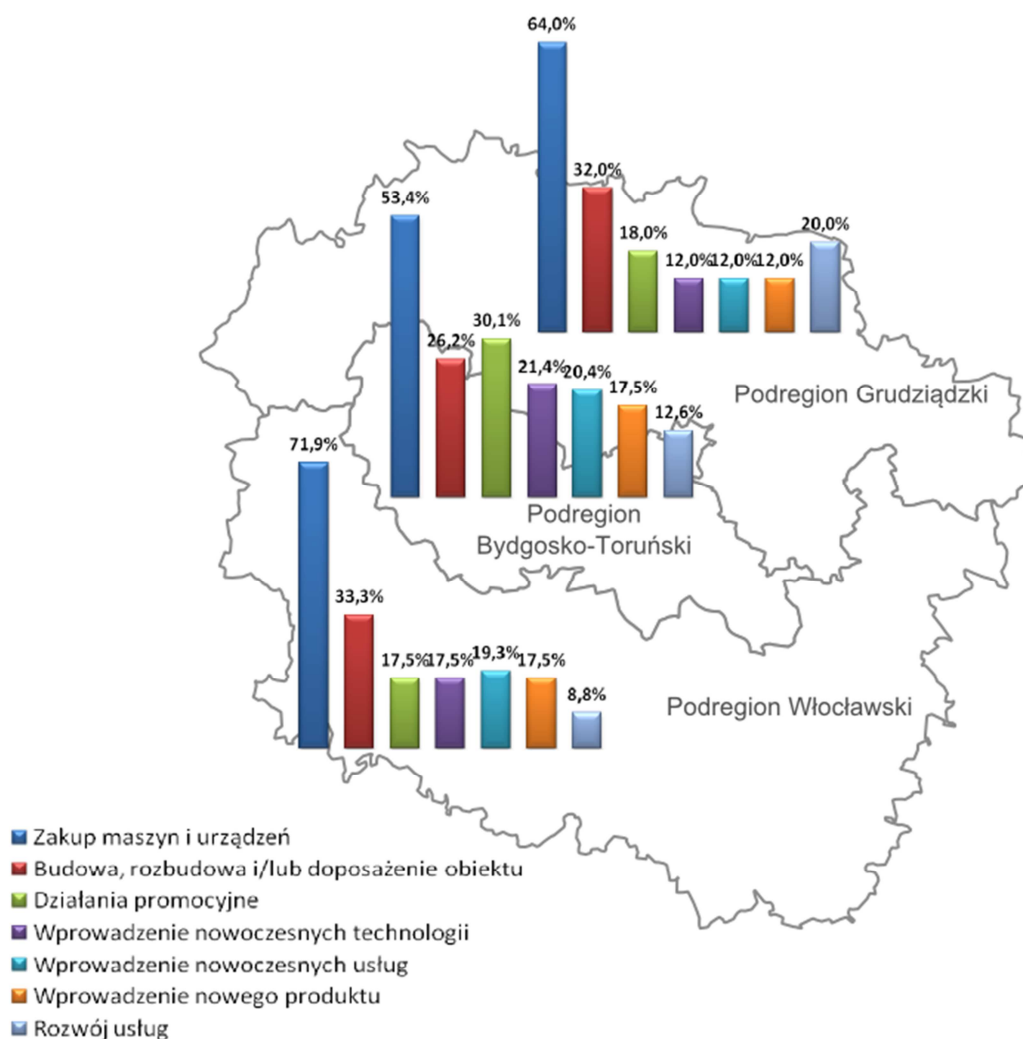 64,0%
32,0%
18,0%
12,0%
12,0%
12,0%
20,0%
Podregion Grudziądzki
53,4%
26,2%
30,1%
21,4%
20,4%
17,5%
12,6%
Podregion
Bydgosko-Toruński
71,9%
33,3%
17,5%
17,5%
19,3%
17,5%
8,8%
Podregion Włocławski
Zakup maszyn i urządzeń
Budowa, rozbudowa i/lub doposażenie obiektu
Działania promocyjne
Wprowadzenie nowoczesnych technologii
Wprowadzenie nowoczesnych usług
Wprowadzenie nowego produktu
Rozwój usług